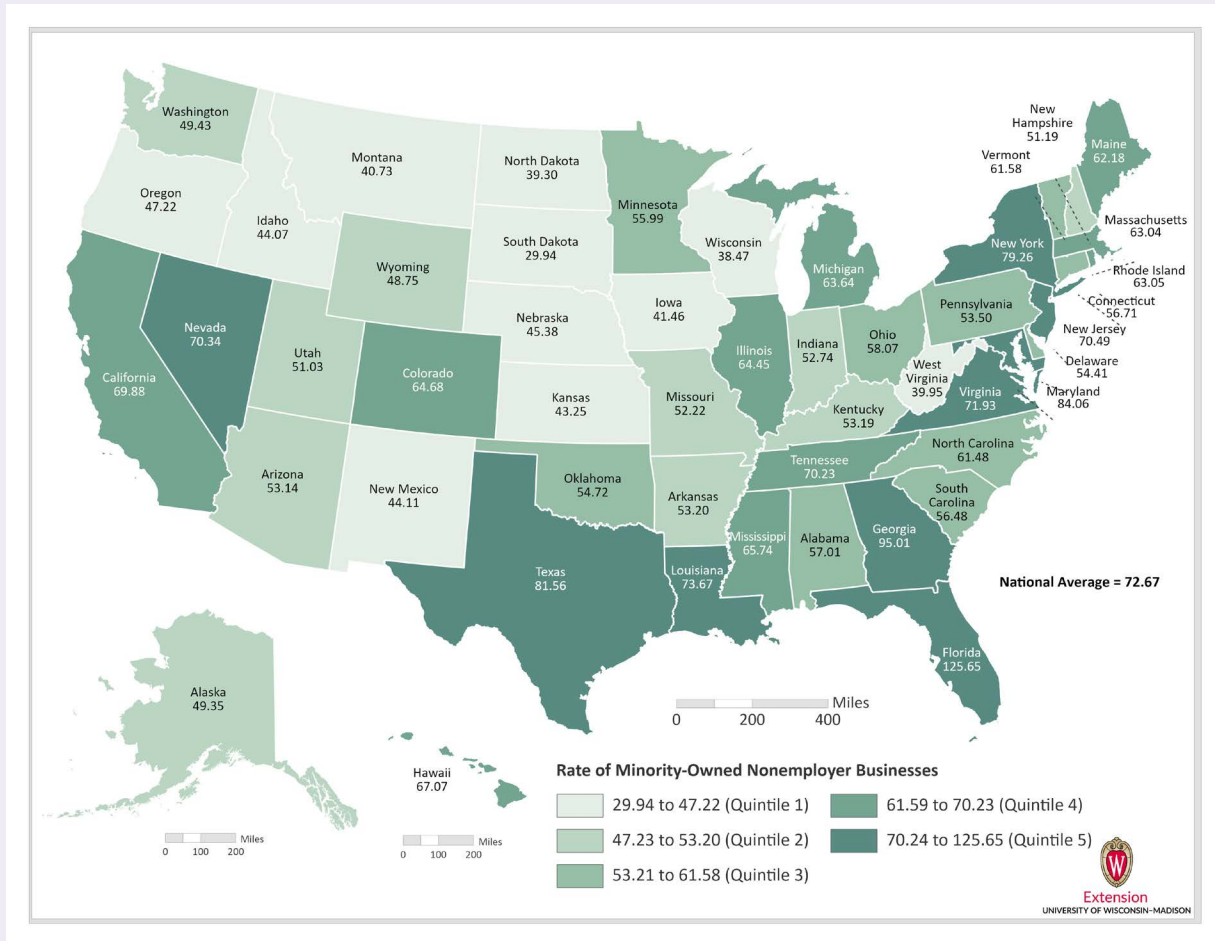 Washington
49.43
Oregon
47.22
Idaho
44.07
Montana
40.73
North Dakota
39.30
South Dakota
29.94
Wyoming
48.75
Nebraska
45.38
Minnesota
55.99
Wisconsin
38.47
Iowa
41.46
Michigan
63.64
New
Hampshire
51.19
Vermont
61.58
Maine
62.18
New York
79.26
Massachusetts
63.04
Rhode Island
63.05
Connecticut
56.71
New Jersey
70.49
Delaware
54.41
Maryland
84.06
Pennsylvania
53.50
Nevada
70.34
California
69.88
Utah
51.03
Colorado
64.68
Kansas
43.25
Missouri
52.22
Illinois
64.45
Indiana
52.74
Ohio
58.07
West
Virginia
39.95
Virginia
71.93
Kentucky
53.19
Tennessee
70.23
North Carolina
61.48
South
Carolina
56.48
Arizona
53.14
New Mexico
44.11
Oklahoma
54.72
Arkansas
53.20
Mississippi
65.74
Alabama
57.01
Georgia
95.01
Texas
81.56
Louisiana
73.67
Florida
125.65
National Average = 72.67
Alaska
49.35
Hawaii
67.07
Miles
0 200 400
Miles
0 100 200
Miles
0 100 200
Rate of Minority-Owned Nonemployer Businesses
29.94 to 47.22 (Quintile 1)
47.23 to 53.20 (Quintile 2)
53.21 to 61.58 (Quintile 3)
61.59 to 70.23 (Quintile 4)
70.24 to 125.65 (Quintile 5)
W
Extension
UNIVERSITY OF WISCONSIN–MADISON